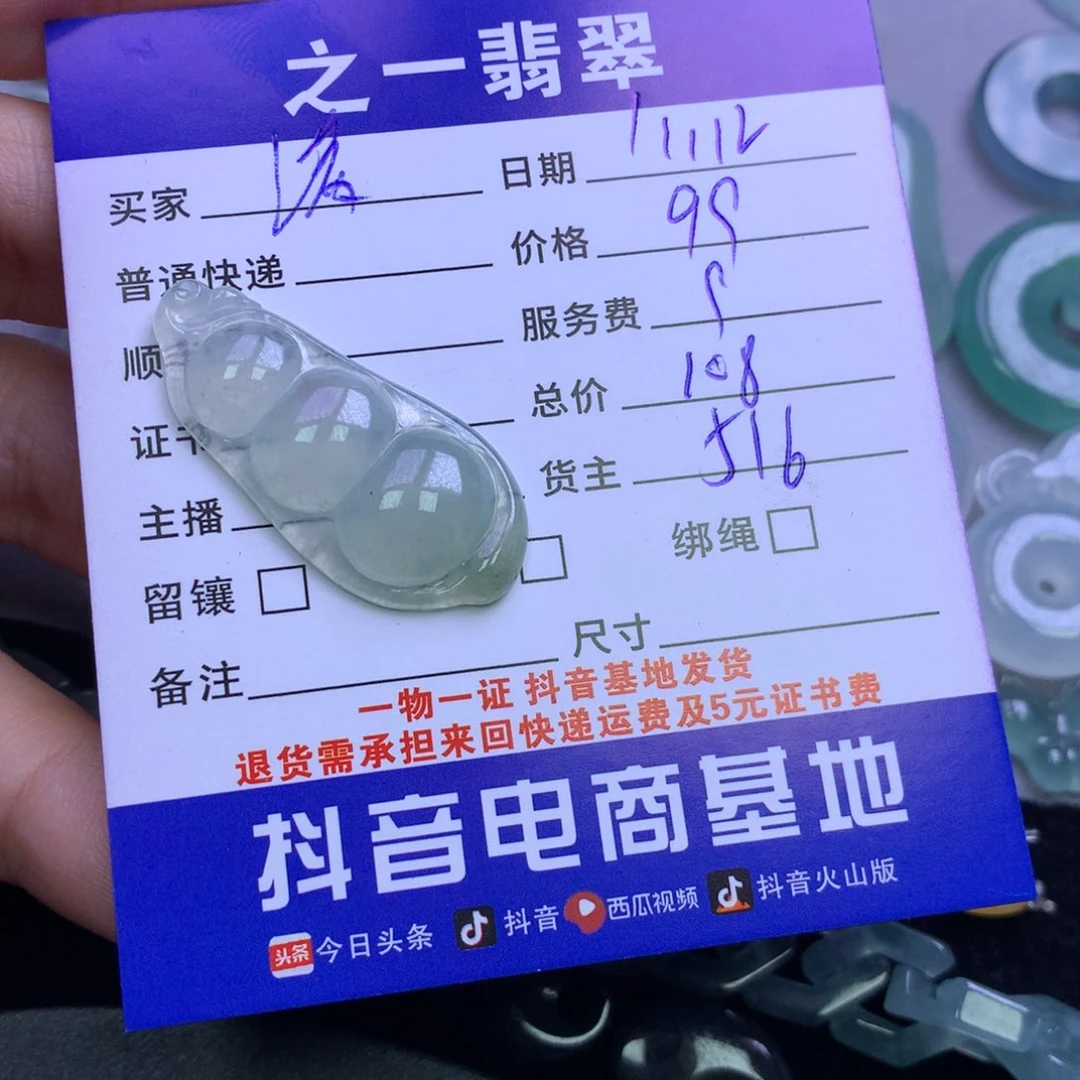 之一翡翠
买家 日期
普通快递 价格
顺 服务费
证书 总价 108
主播 货主 516
留镶 绑绳
备注 尺寸
一物一证 抖音基地发货
退货需承担来回快递运费及5元证书费
抖音电商基地
头条 今日头条 抖音 西瓜视频 抖音火山版